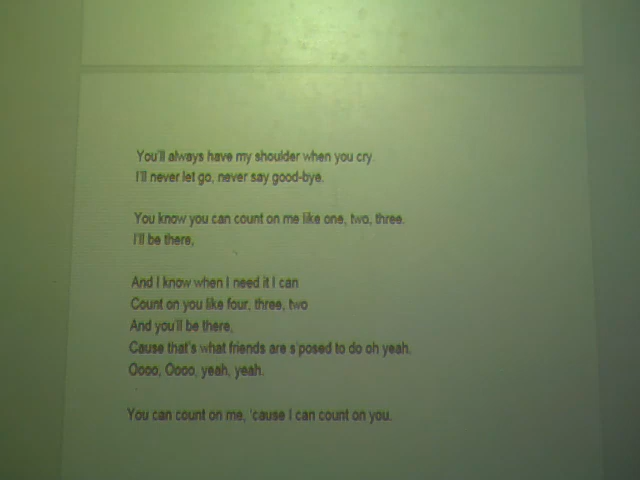 You'll always have my shoulder when you cry.
I'll never let go, never say good-bye.
You know you can count on me like one, two, three.
I'll be there,
And I know when I need it I can
Count on you like four, three, two
And you'll be there,
Cause that's what friends are s'posed to do oh yeah.
Oooo, Oooo, yeah, yeah.
You can count on me, 'cause I can count on you.